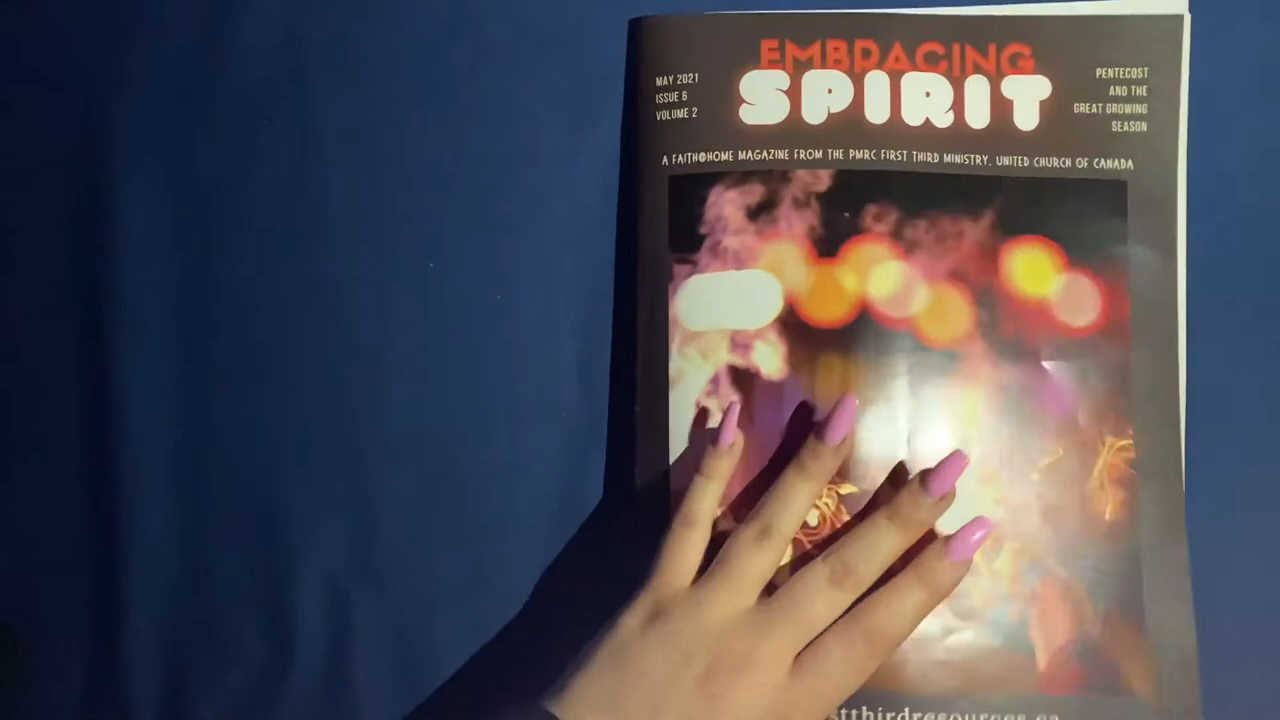 EMBRACING
SPIRIT
MAY 2021
ISSUE 6
VOLUME 2
PENTECOST
AND THE
GREAT GROWING
SEASON
A FAITH@HOME MAGAZINE FROM THE PMRC FIRST THIRD MINISTRY, UNITED CHURCH OF CANADA